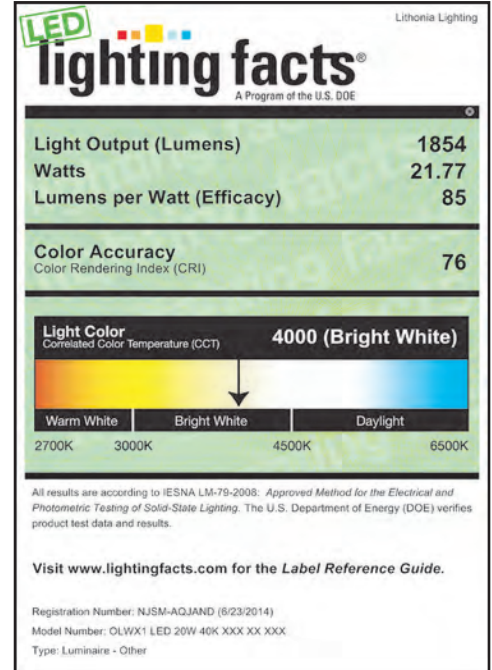 Lithonia Lighting
LED
lighting facts®
A Program of the U.S. DOE
Light Output (Lumens) 1854
Watts 21.77
Lumens per Watt (Efficacy) 85
Color Accuracy
Color Rendering Index (CRI) 76
Light Color
Correlated Color Temperature (CCT) 4000 (Bright White)
Warm White Bright White Daylight
2700K 3000K 4500K 6500K
All results are according to IESNA LM-79-2008: Approved Method for the Electrical and
Photometric Testing of Solid-State Lighting. The U.S. Department of Energy (DOE) verifies
product test data and results.
Visit www.lightingfacts.com for the Label Reference Guide.
Registration Number: NJSM-AQJAND (6/23/2014)
Model Number: OLWX1 LED 20W 40K XXX XX XXX
Type: Luminaire - Other